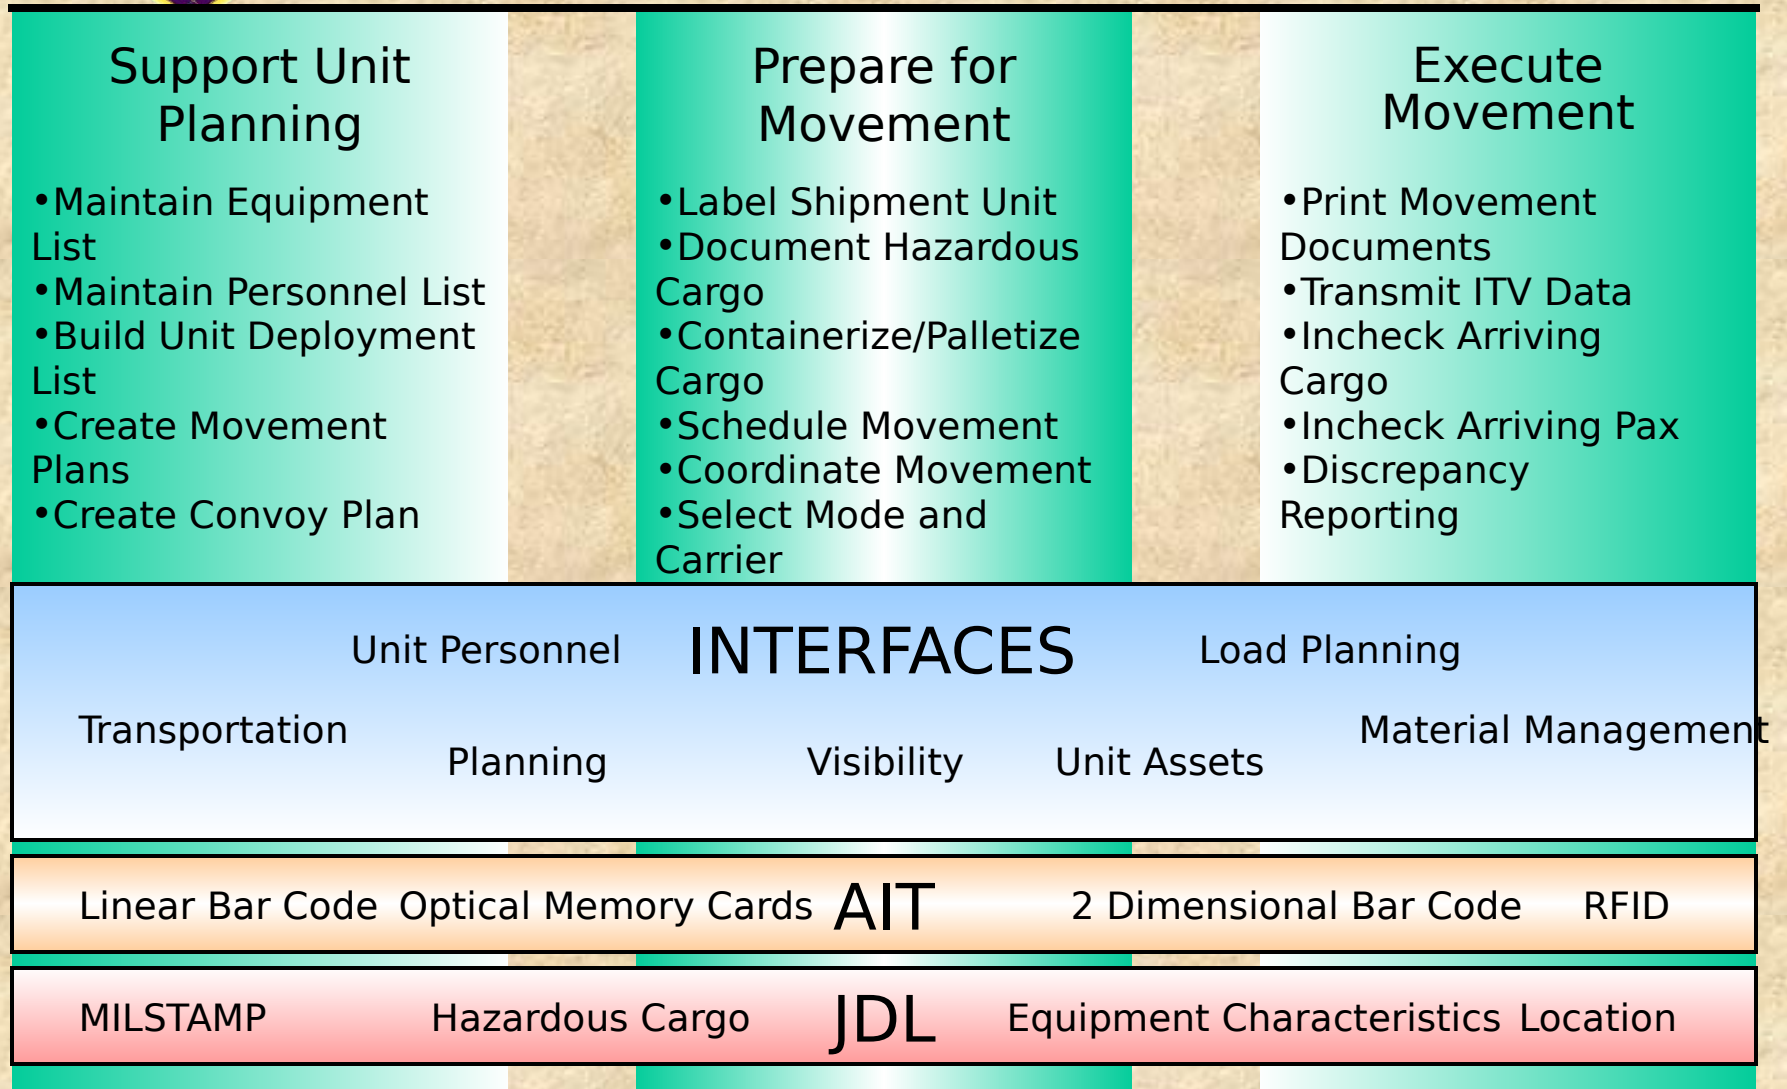 Support Unit
Planning
•Maintain Equipment
List
•Maintain Personnel List
•Build Unit Deployment
List
•Create Movement
Plans
•Create Convoy Plan
Prepare for
Movement
•Label Shipment Unit
•Document Hazardous
Cargo
•Containerize/Palletize
Cargo
•Schedule Movement
•Coordinate Movement
•Select Mode and
Carrier
Execute
Movement
•Print Movement
Documents
•Transmit ITV Data
•Incheck Arriving
Cargo
•Incheck Arriving Pax
•Discrepancy
Reporting
Unit Personnel INTERFACES Load Planning
Transportation Material Management
Planning Visibility Unit Assets
Linear Bar Code Optical Memory Cards AIT 2 Dimensional Bar Code RFID
MILSTAMP Hazardous Cargo JDL Equipment Characteristics Location